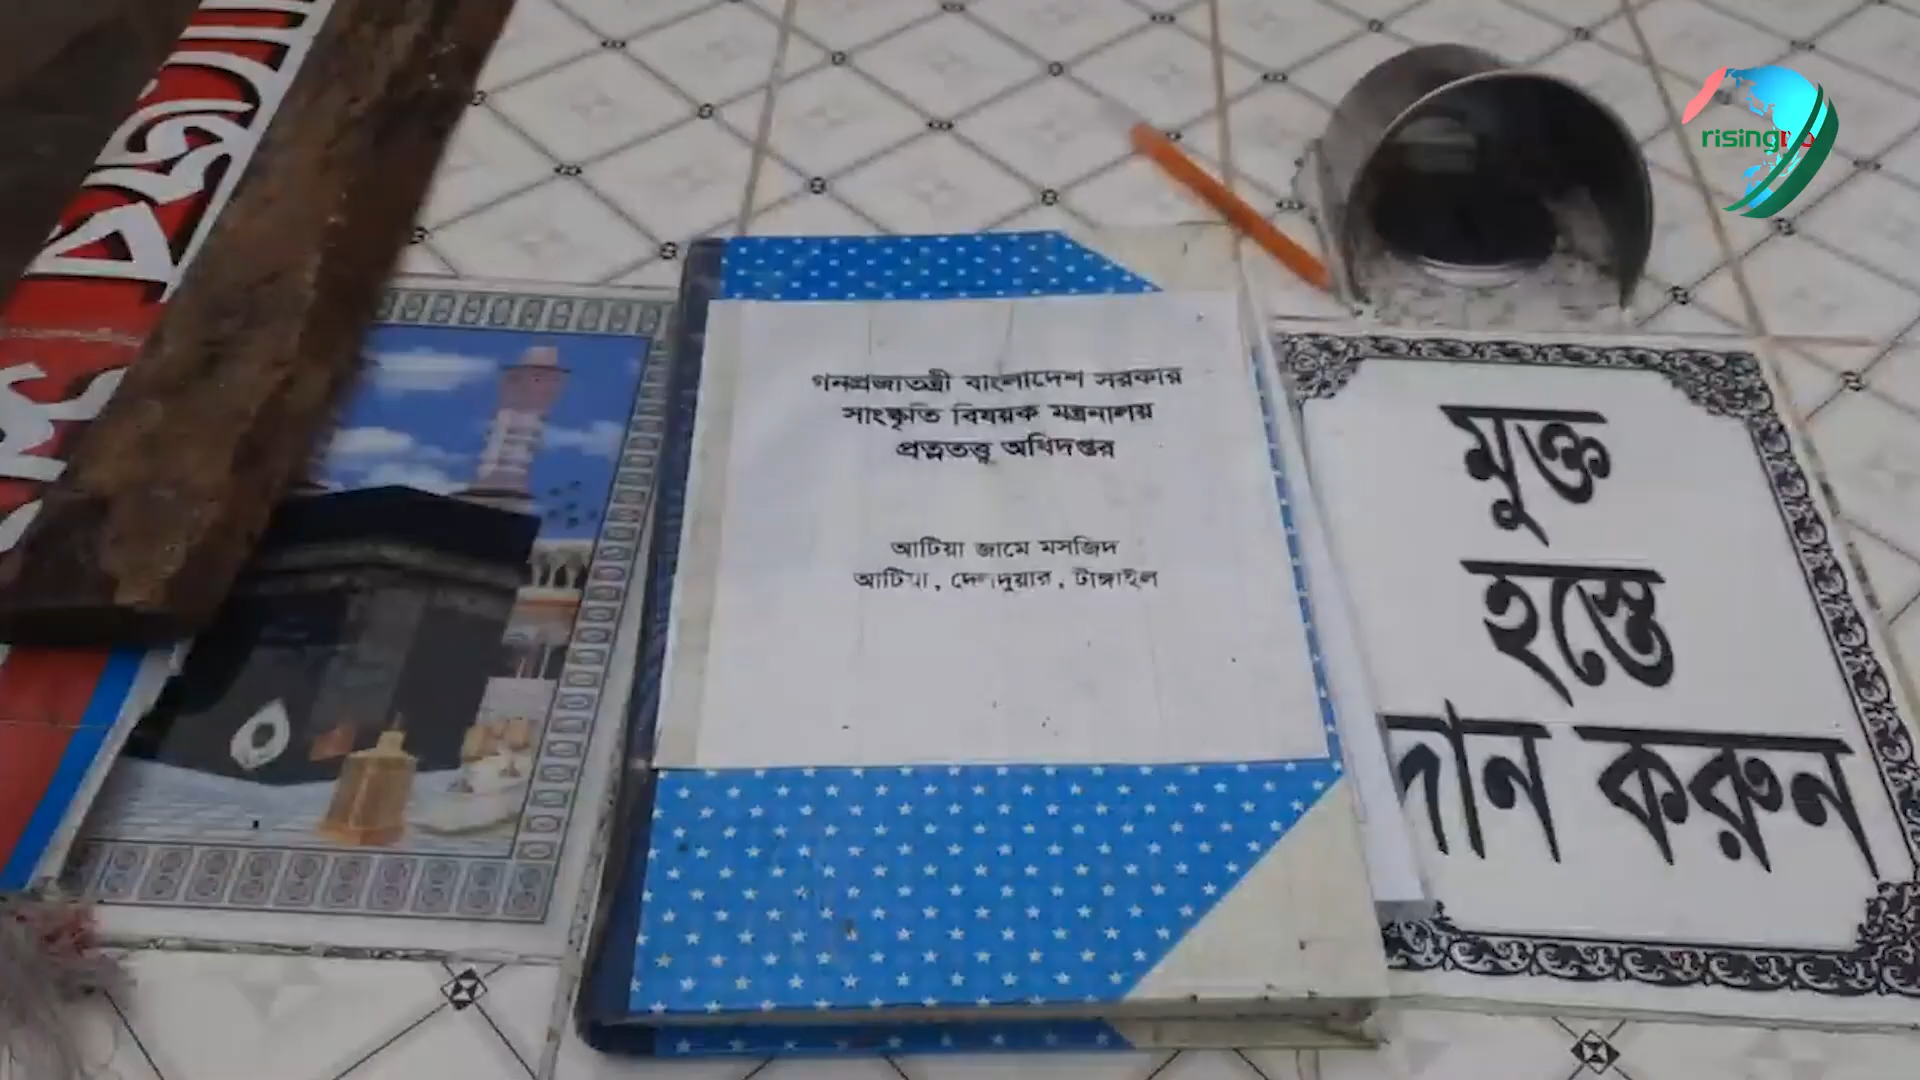 গনপ্রজাতন্ত্রী বাংলাদেশ সরকার
সাংস্কৃতি বিষয়ক মন্ত্রনালয়
প্রত্নতত্ত্ব অধিদপ্তর
আটিয়া জামে মসজিদ
আটিয়া, দেলদুয়ার, টাঙ্গাইল
মুক্ত
হস্তে
দান করুন
rising